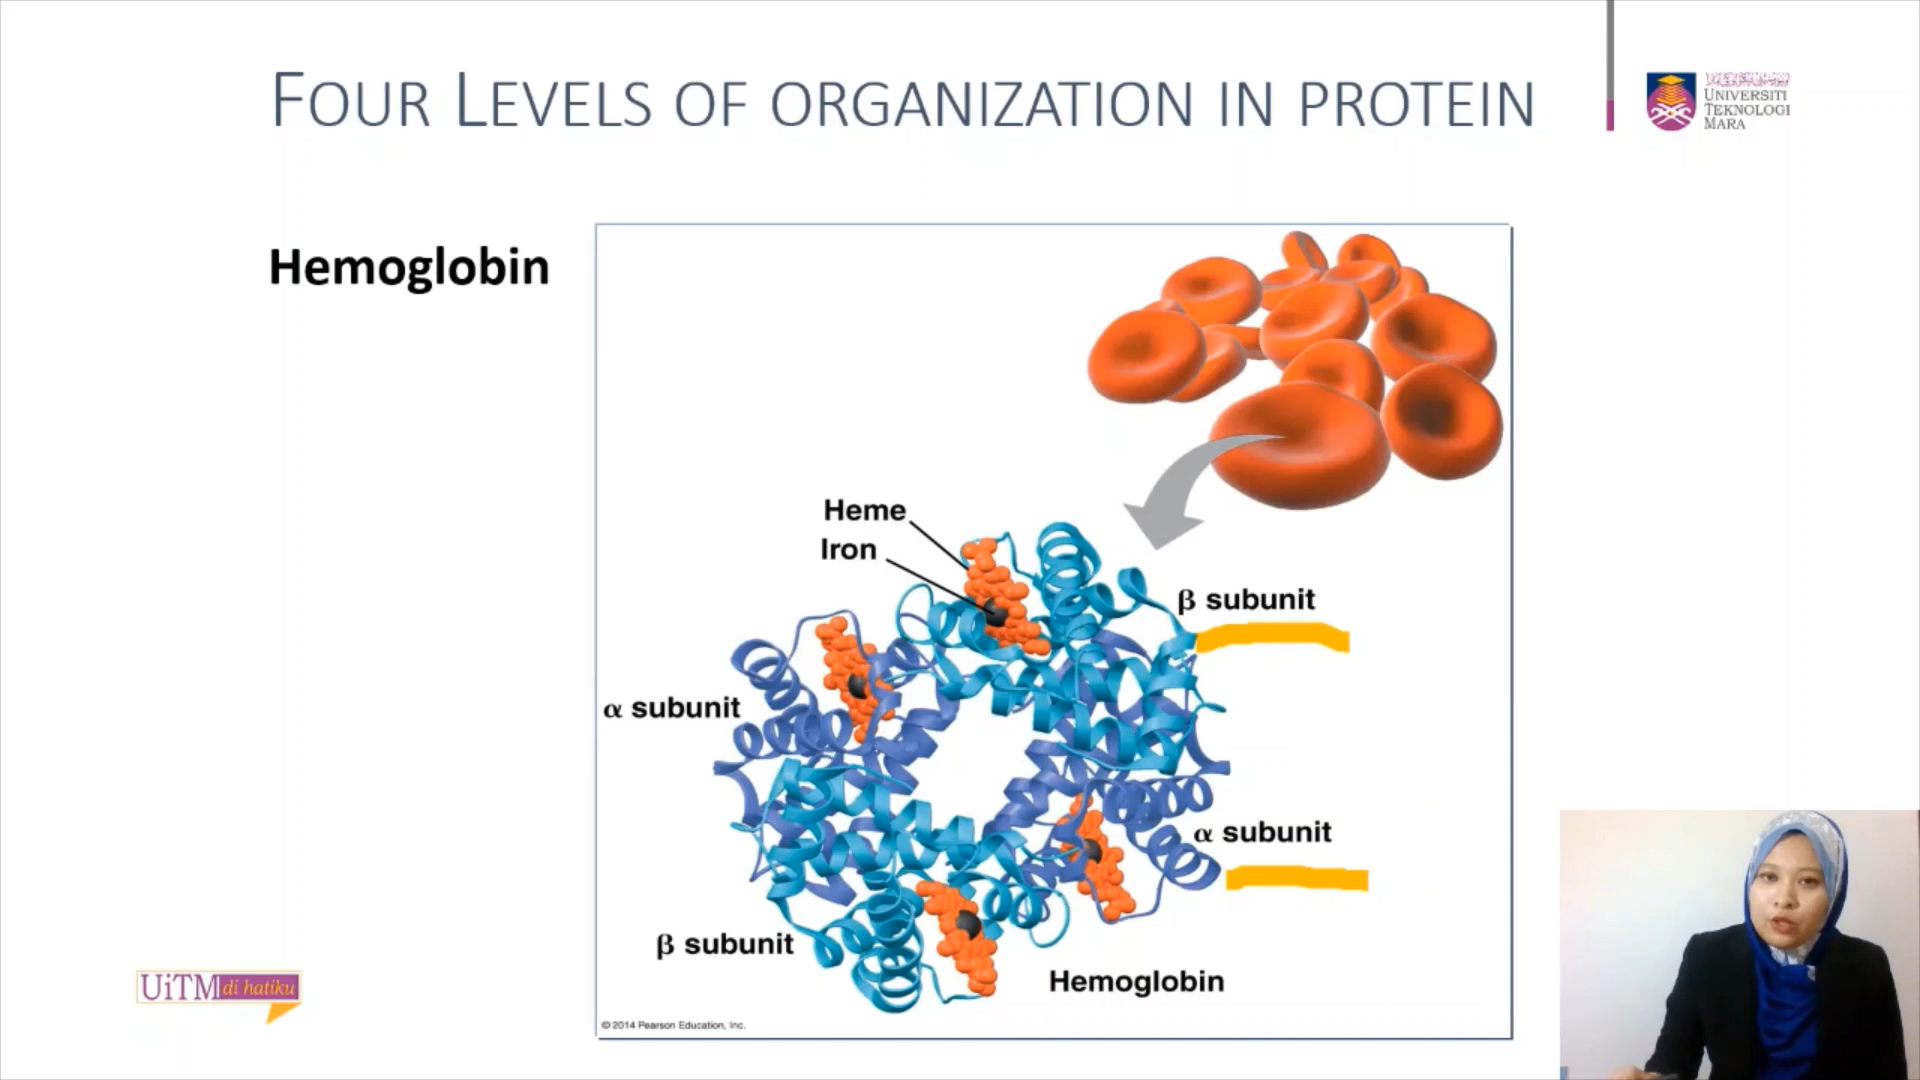 FOUR LEVELS OF ORGANIZATION IN PROTEIN
UNIVERSITI
TEKNOLOGI
MARA
Hemoglobin
Heme
Iron
β subunit
α subunit
α subunit
β subunit
Hemoglobin
UiTM di hatiku
© 2014 Pearson Education, Inc.